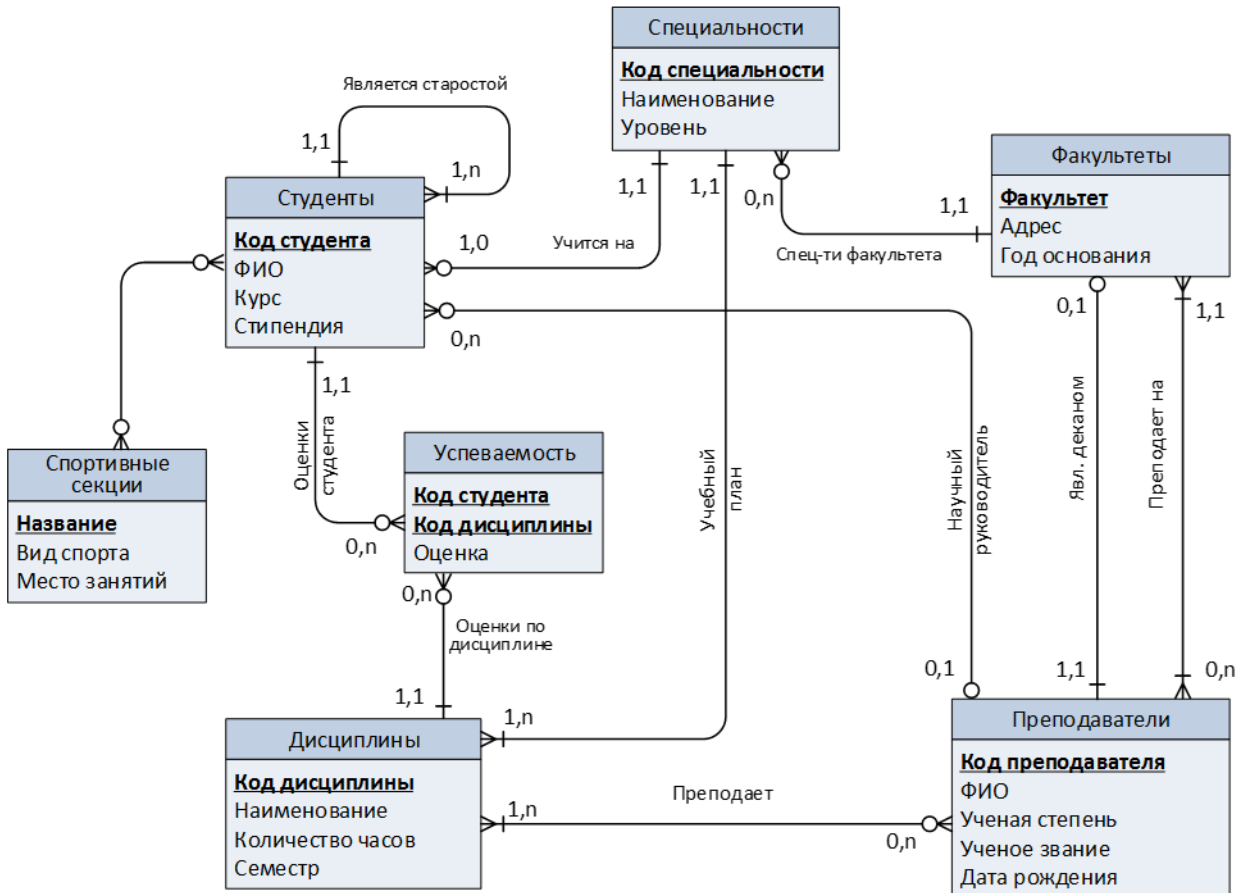 Специальности
Код специальности
Наименование
Уровень
Является старостой
1,1
1,n
Студенты
Код студента
ФИО
Курс
Стипендия
1,0
Учится на
1,1
1,1
0,n
Спец-ти факультета
1,1
Факультеты
Факультет
Адрес
Год основания
0,n
0,1
1,1
1,1
Оценки
студента
Спортивные
секции
Название
Вид спорта
Место занятий
Успеваемость
Код студента
Код дисциплины
Оценка
0,n
0,n
Оценки по
дисциплине
Учебный
план
Научный
руководитель
Явл. деканом
Преподает на
1,1
1,n
0,1
1,1
0,n
Дисциплины
Код дисциплины
Наименование
Количество часов
Семестр
1,n
Преподает
0,n
Преподаватели
Код преподавателя
ФИО
Ученая степень
Ученое звание
Дата рождения